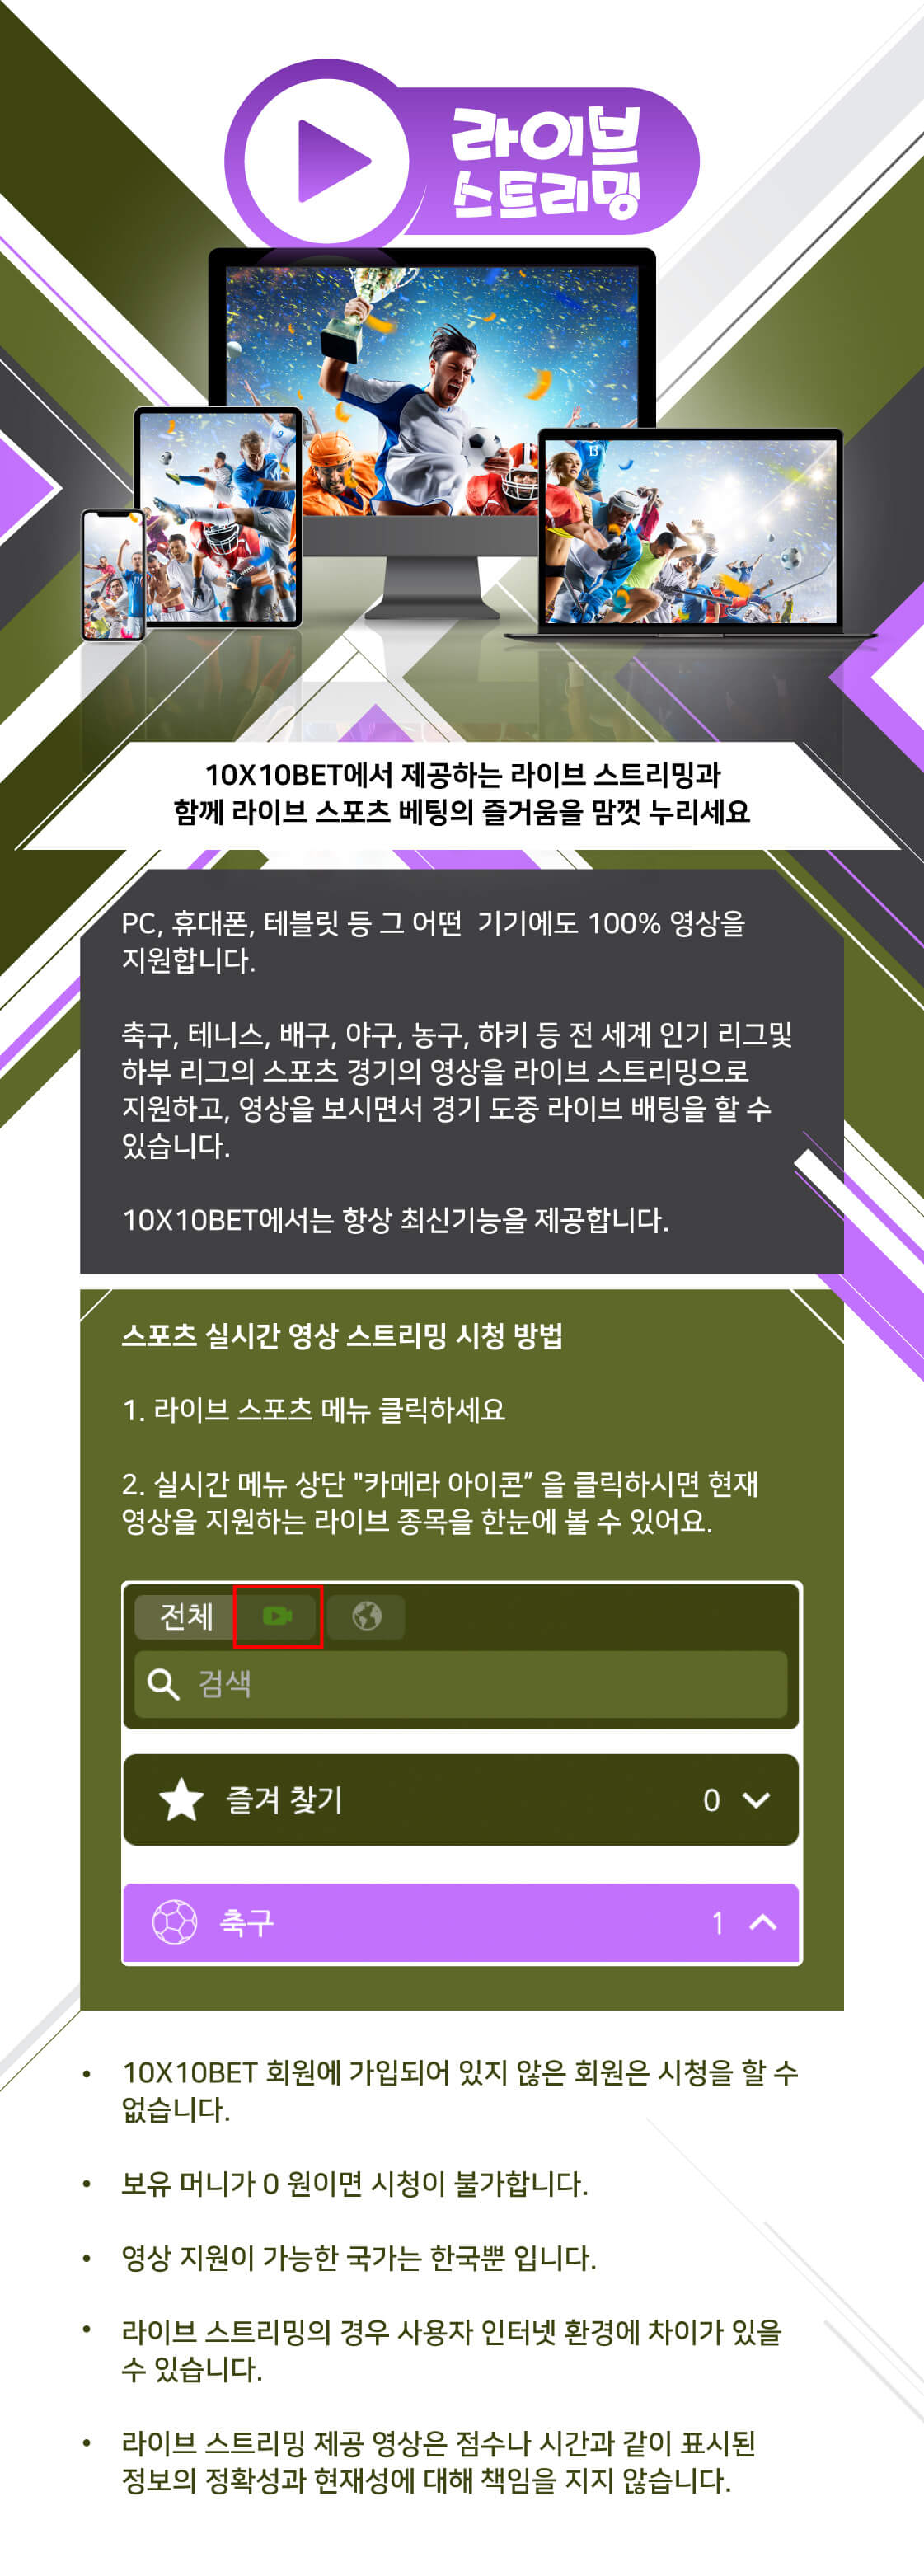 라이브
스트리밍
10X10BET에서 제공하는 라이브 스트리밍과
함께 라이브 스포츠 베팅의 즐거움을 맘껏 누리세요
PC, 휴대폰, 테블릿 등 그 어떤 기기에도 100% 영상을
지원합니다.
축구, 테니스, 배구, 야구, 농구, 하키 등 전 세계 인기 리그및
하부 리그의 스포츠 경기의 영상을 라이브 스트리밍으로
지원하고, 영상을 보시면서 경기 도중 라이브 배팅을 할 수
있습니다.
10X10BET에서는 항상 최신기능을 제공합니다.
스포츠 실시간 영상 스트리밍 시청 방법
1. 라이브 스포츠 메뉴 클릭하세요
2. 실시간 메뉴 상단 "카메라 아이콘” 을 클릭하시면 현재
영상을 지원하는 라이브 종목을 한눈에 볼 수 있어요.
전체
검색
즐겨 찾기 0
축구 1
• 10X10BET 회원에 가입되어 있지 않은 회원은 시청을 할 수
없습니다.
• 보유 머니가 0 원이면 시청이 불가합니다.
• 영상 지원이 가능한 국가는 한국뿐 입니다.
• 라이브 스트리밍의 경우 사용자 인터넷 환경에 차이가 있을
수 있습니다.
• 라이브 스트리밍 제공 영상은 점수나 시간과 같이 표시된
정보의 정확성과 현재성에 대해 책임을 지지 않습니다.